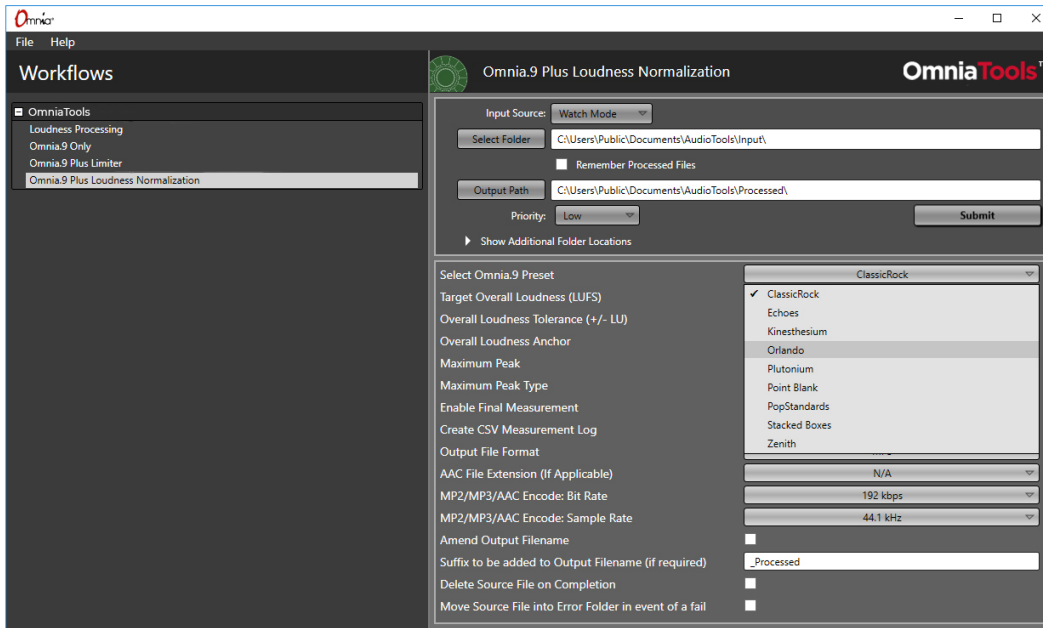 Omnia
File Help
Workflows
OmniaTools
Loudness Processing
Omnia.9 Only
Omnia.9 Plus Limiter
Omnia.9 Plus Loudness Normalization
Omnia.9 Plus Loudness Normalization
OmniaTools™
Input Source: Watch Mode
Select Folder C:\Users\Public\Documents\AudioTools\Input\
Remember Processed Files
Output Path C:\Users\Public\Documents\AudioTools\Processed\
Priority: Low Submit
Show Additional Folder Locations
Select Omnia.9 Preset ClassicRock
Target Overall Loudness (LUFS)
Overall Loudness Tolerance (+/- LU)
Overall Loudness Anchor
Maximum Peak
Maximum Peak Type
Enable Final Measurement
Create CSV Measurement Log
Output File Format
✔ ClassicRock
Echoes
Kinesthesium
Orlando
Plutonium
Point Blank
PopStandards
Stacked Boxes
Zenith
AAC File Extension (If Applicable) N/A
MP2/MP3/AAC Encode: Bit Rate 192 kbps
MP2/MP3/AAC Encode: Sample Rate 44.1 kHz
Amend Output Filename
Suffix to be added to Output Filename (if required) _Processed
Delete Source File on Completion
Move Source File into Error Folder in event of a fail